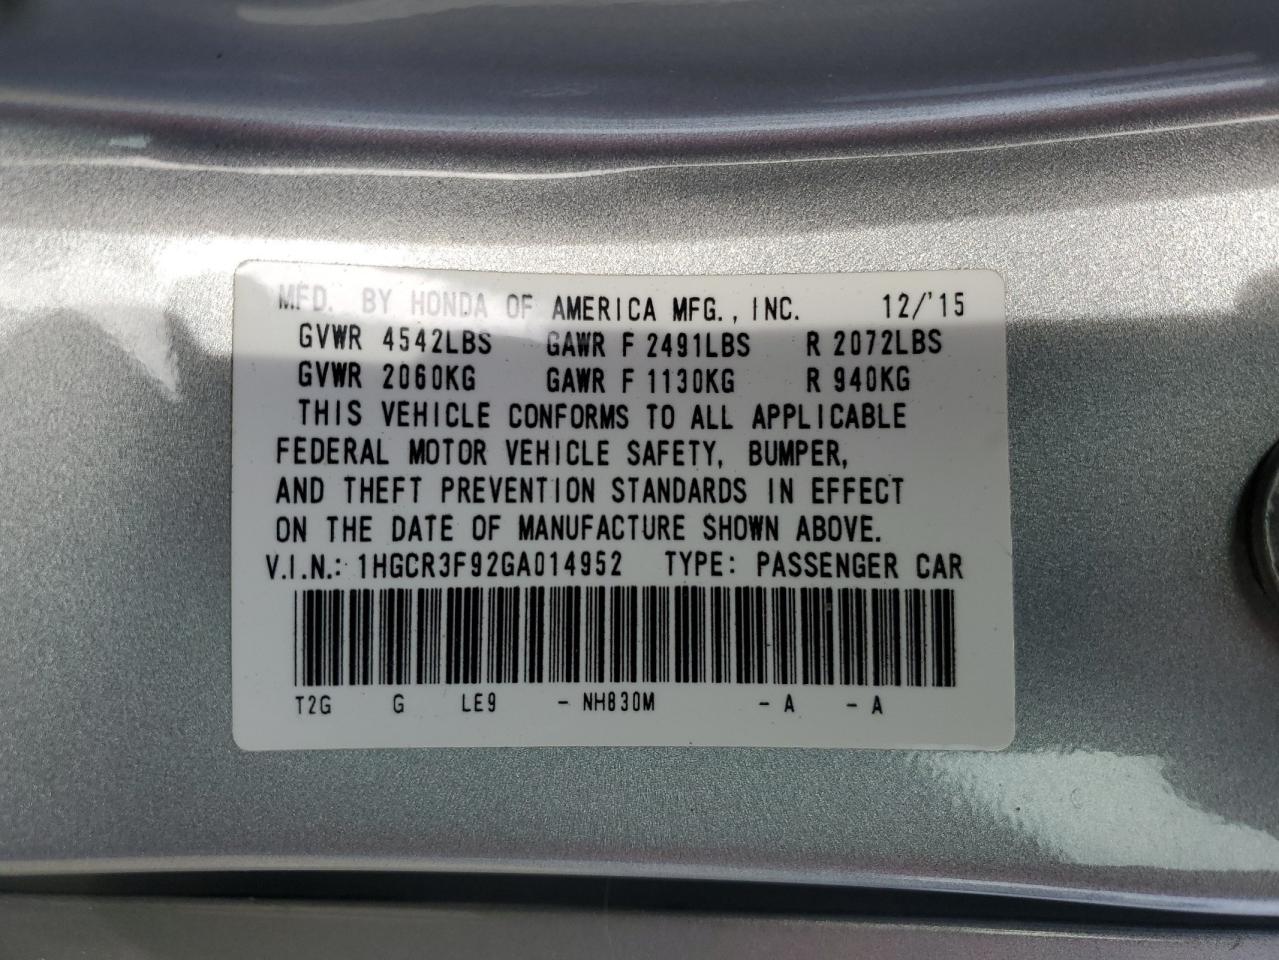 MFD. BY HONDA OF AMERICA MFG., INC. 12/'15
GVWR 4542LBS GAWR F 2491LBS R 2072LBS
GVWR 2060KG GAWR F 1130KG R 940KG
THIS VEHICLE CONFORMS TO ALL APPLICABLE
FEDERAL MOTOR VEHICLE SAFETY, BUMPER,
AND THEFT PREVENTION STANDARDS IN EFFECT
ON THE DATE OF MANUFACTURE SHOWN ABOVE.
V.I.N.: 1HGCR3F92GA014952 TYPE: PASSENGER CAR
T2G G LE9 - NH830M - A - A